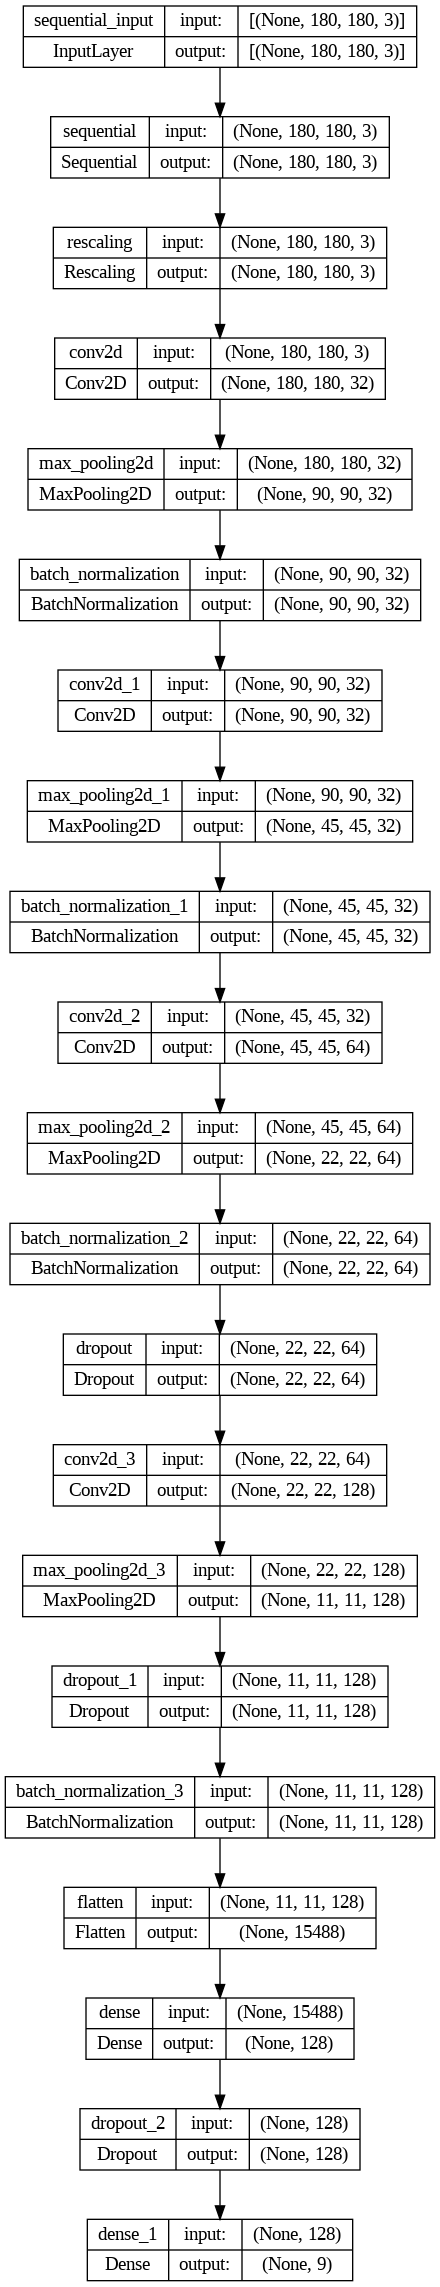 sequential_input input: [(None, 180, 180, 3)]
InputLayer output: [(None, 180, 180, 3)]
sequential input: (None, 180, 180, 3)
Sequential output: (None, 180, 180, 3)
rescaling input: (None, 180, 180, 3)
Rescaling output: (None, 180, 180, 3)
conv2d input: (None, 180, 180, 3)
Conv2D output: (None, 180, 180, 32)
max_pooling2d input: (None, 180, 180, 32)
MaxPooling2D output: (None, 90, 90, 32)
batch_normalization input: (None, 90, 90, 32)
BatchNormalization output: (None, 90, 90, 32)
conv2d_1 input: (None, 90, 90, 32)
Conv2D output: (None, 90, 90, 32)
max_pooling2d_1 input: (None, 90, 90, 32)
MaxPooling2D output: (None, 45, 45, 32)
batch_normalization_1 input: (None, 45, 45, 32)
BatchNormalization output: (None, 45, 45, 32)
conv2d_2 input: (None, 45, 45, 32)
Conv2D output: (None, 45, 45, 64)
max_pooling2d_2 input: (None, 45, 45, 64)
MaxPooling2D output: (None, 22, 22, 64)
batch_normalization_2 input: (None, 22, 22, 64)
BatchNormalization output: (None, 22, 22, 64)
dropout input: (None, 22, 22, 64)
Dropout output: (None, 22, 22, 64)
conv2d_3 input: (None, 22, 22, 64)
Conv2D output: (None, 22, 22, 128)
max_pooling2d_3 input: (None, 22, 22, 128)
MaxPooling2D output: (None, 11, 11, 128)
dropout_1 input: (None, 11, 11, 128)
Dropout output: (None, 11, 11, 128)
batch_normalization_3 input: (None, 11, 11, 128)
BatchNormalization output: (None, 11, 11, 128)
flatten input: (None, 11, 11, 128)
Flatten output: (None, 15488)
dense input: (None, 15488)
Dense output: (None, 128)
dropout_2 input: (None, 128)
Dropout output: (None, 128)
dense_1 input: (None, 128)
Dense output: (None, 9)